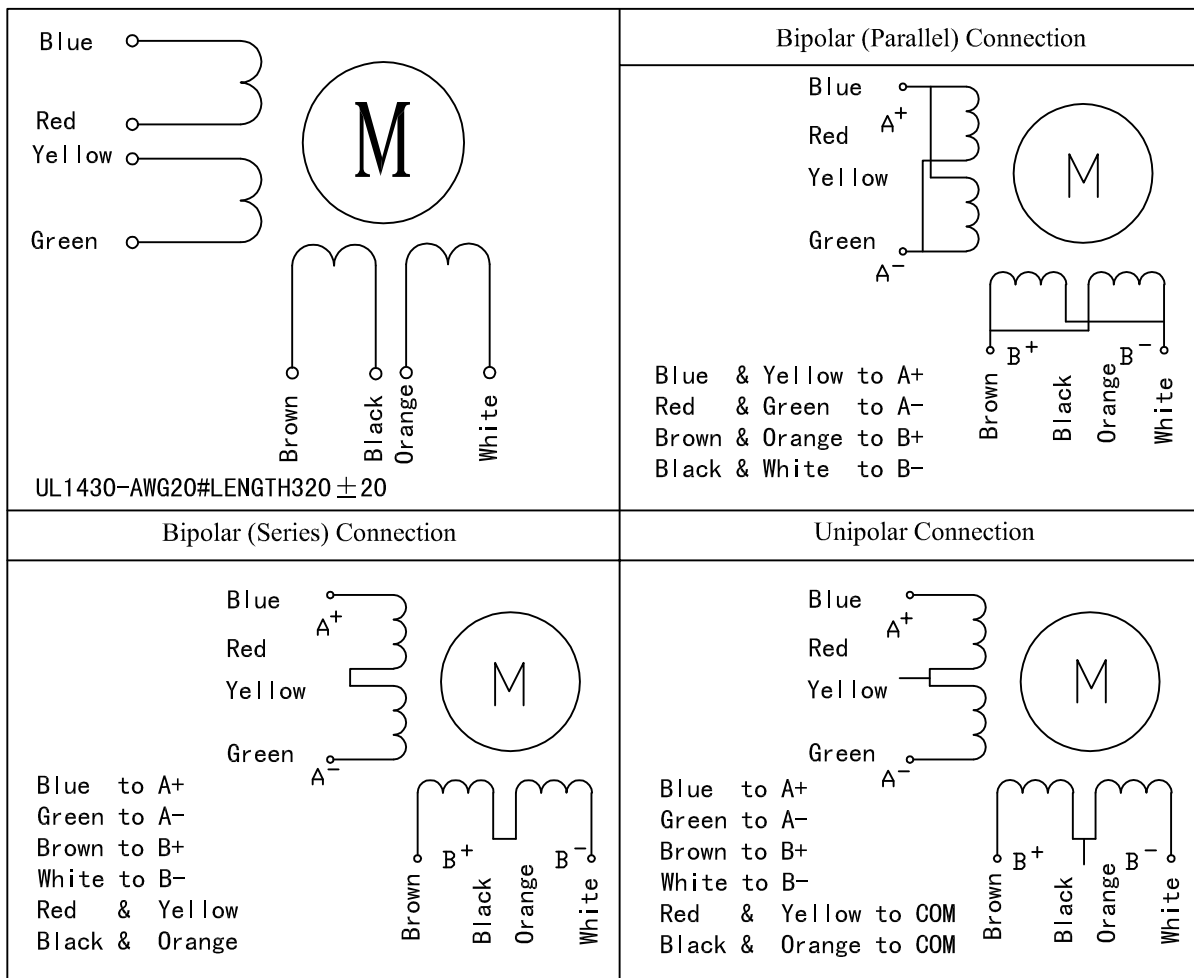 Blue
Red
Yellow
Green
M
Brown
Black
Orange
White
UL1430-AWG20#LENGTH320±20
Bipolar (Parallel) Connection
Blue
A+
Red
Yellow
Green
A-
M
B+
B-
Brown
Black
Orange
White
Blue & Yellow to A+
Red & Green to A-
Brown & Orange to B+
Black & White to B-
Bipolar (Series) Connection
Blue
A+
Red
Yellow
Green
A-
M
B+
B-
Brown
Black
Orange
White
Blue to A+
Green to A-
Brown to B+
White to B-
Red & Yellow
Black & Orange
Unipolar Connection
Blue
A+
Red
Yellow
Green
A-
M
B+
B-
Brown
Black
Orange
White
Blue to A+
Green to A-
Brown to B+
White to B-
Red & Yellow to COM
Black & Orange to COM